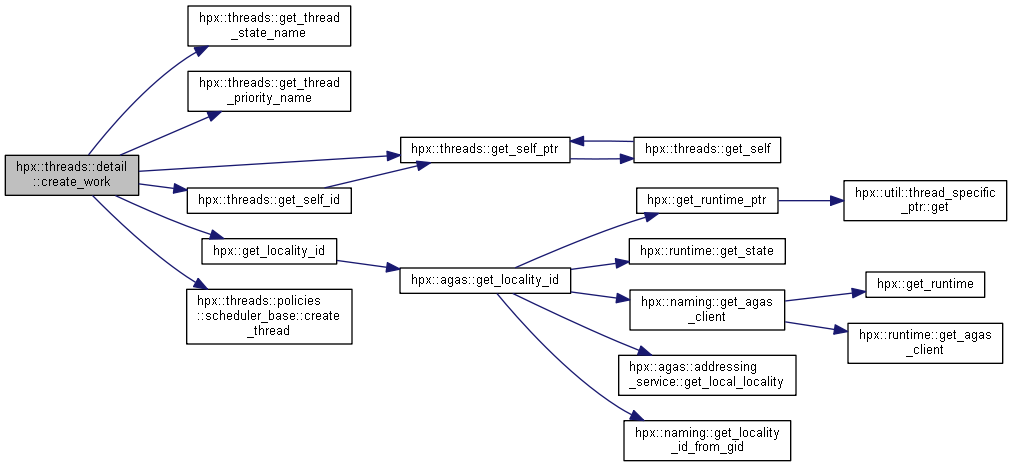 hpx::threads::get_thread
_state_name
hpx::threads::get_thread
_priority_name
hpx::threads::detail
::create_work
hpx::threads::get_self_ptr
hpx::threads::get_self
hpx::threads::get_self_id
hpx::get_runtime_ptr
hpx::util::thread_specific
_ptr::get
hpx::get_locality_id
hpx::runtime::get_state
hpx::agas::get_locality_id
hpx::get_runtime
hpx::threads::policies
::scheduler_base::create
_thread
hpx::naming::get_agas
_client
hpx::runtime::get_agas
_client
hpx::agas::addressing
_service::get_local_locality
hpx::naming::get_locality
_id_from_gid